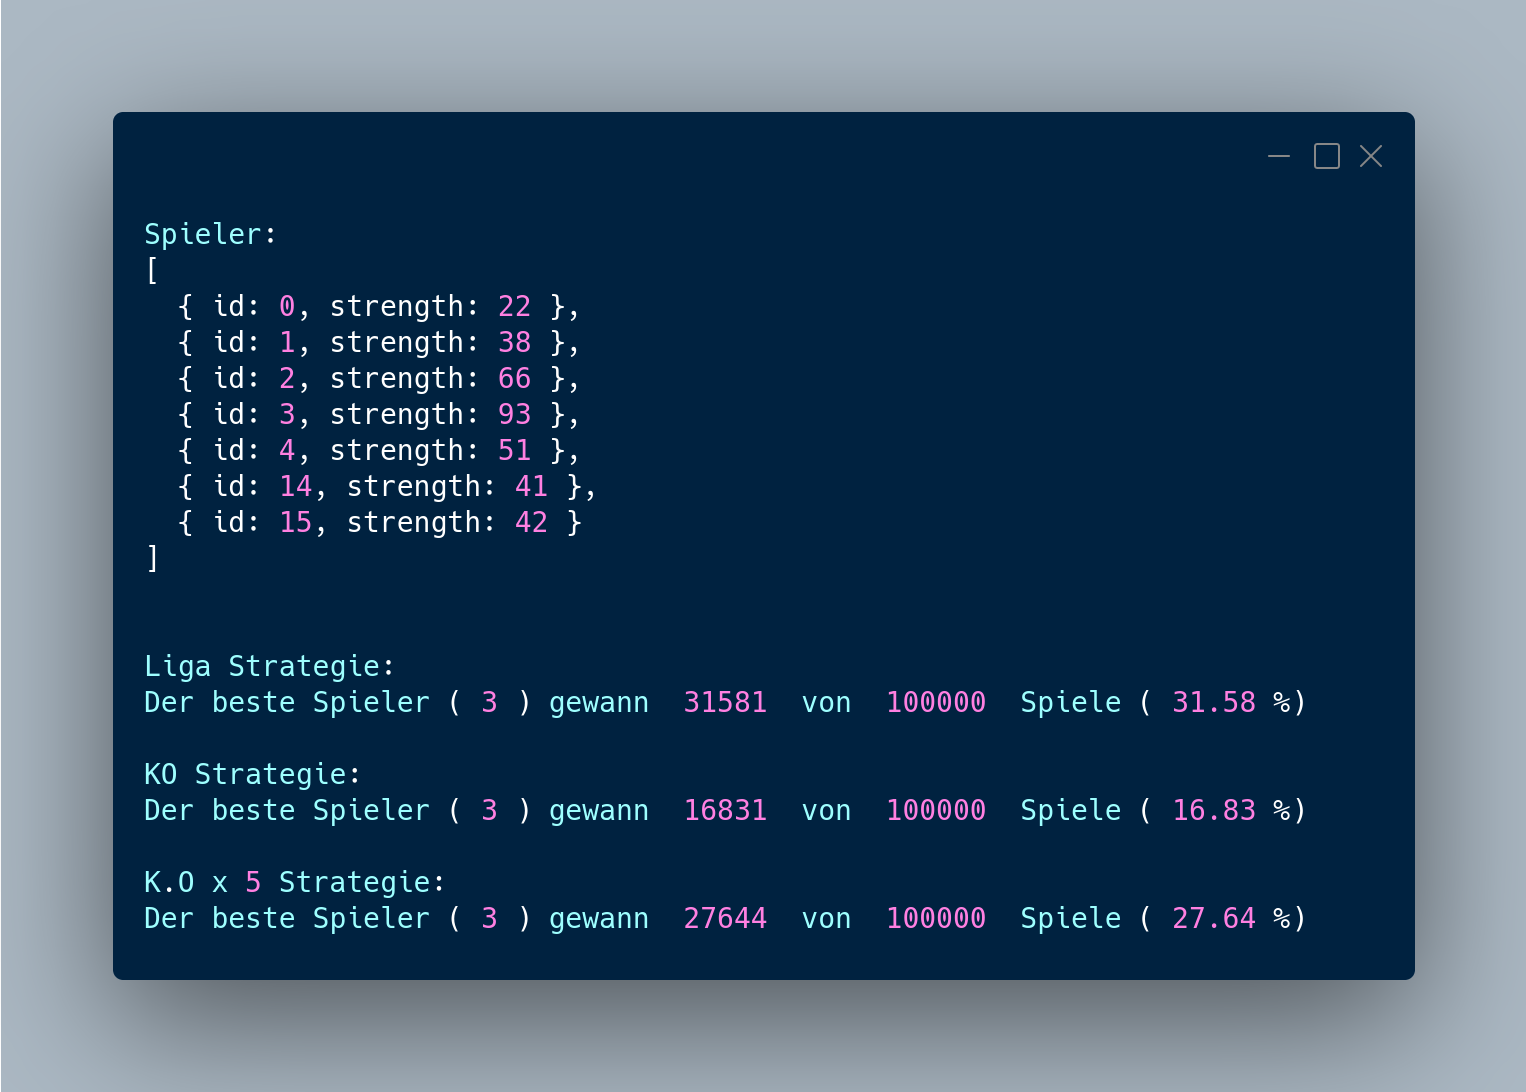 Spieler:
[
  { id: 0, strength: 22 },
  { id: 1, strength: 38 },
  { id: 2, strength: 66 },
  { id: 3, strength: 93 },
  { id: 4, strength: 51 },
  { id: 14, strength: 41 },
  { id: 15, strength: 42 }
]
Liga Strategie:
Der beste Spieler ( 3 ) gewann  31581  von  100000  Spiele ( 31.58 %)
KO Strategie:
Der beste Spieler ( 3 ) gewann  16831  von  100000  Spiele ( 16.83 %)
K.O x 5 Strategie:
Der beste Spieler ( 3 ) gewann  27644  von  100000  Spiele ( 27.64 %)